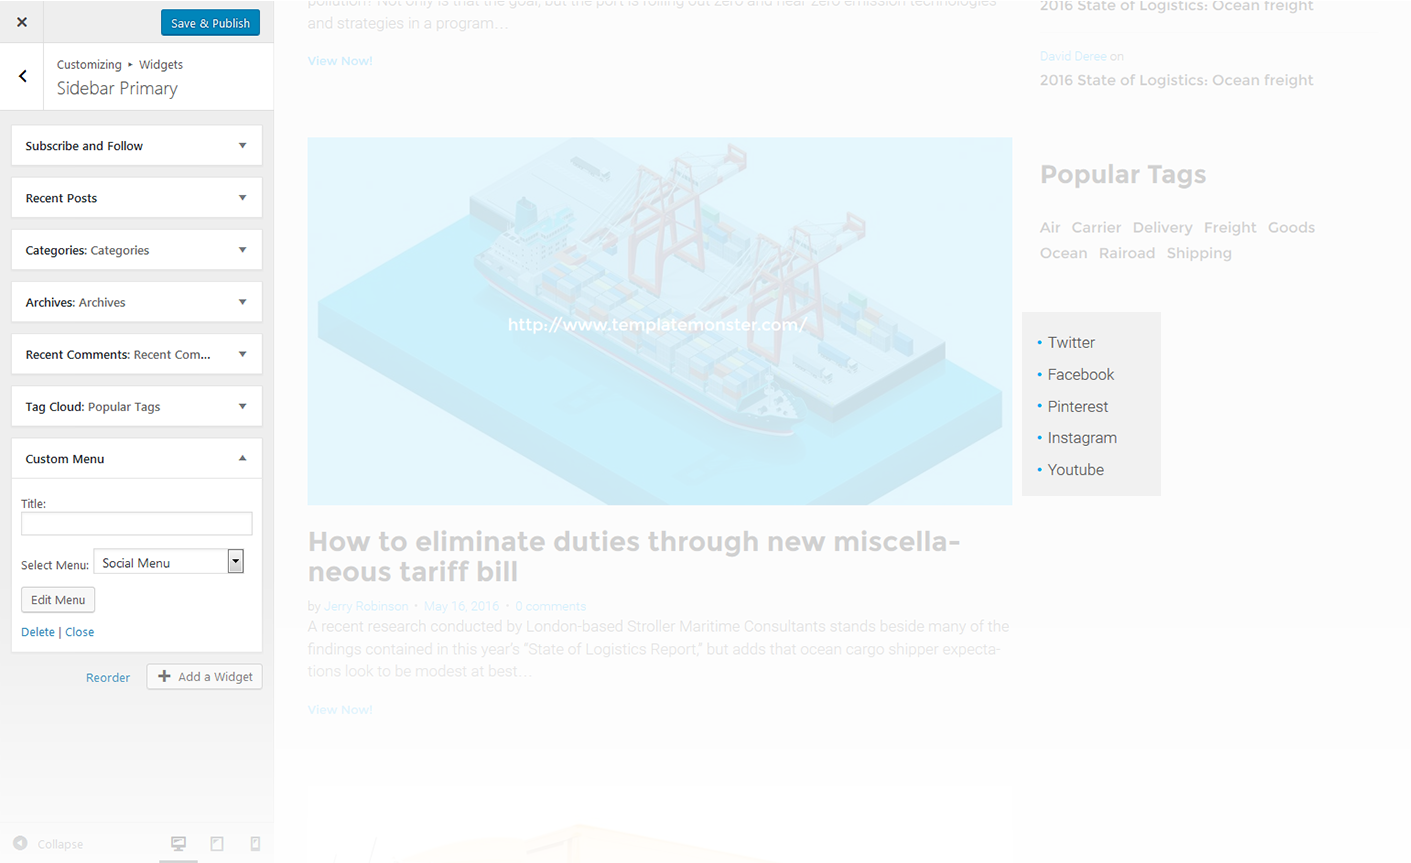 Save & Publish
Customizing ▸ Widgets
Sidebar Primary
Subscribe and Follow
Recent Posts
Categories: Categories
Archives: Archives
Recent Comments: Recent Com...
Tag Cloud: Popular Tags
Custom Menu
Title:
Select Menu: Social Menu
Edit Menu
Delete | Close
Reorder
Add a Widget
Collapse
pollution? Not only is that the goal, but the port is rolling out zero and near zero emission technologies
and strategies in a program…
View Now!
http://www.templatemonster.com/
How to eliminate duties through new miscella-
neous tariff bill
by Jerry Robinson • May 16, 2016 • 0 comments
A recent research conducted by London-based Stroller Maritime Consultants stands beside many of the
findings contained in this year's "State of Logistics Report," but adds that ocean cargo shipper expecta-
tions look to be modest at best…
View Now!
2016 State of Logistics: Ocean freight
David Deree on
2016 State of Logistics: Ocean freight
Popular Tags
Air Carrier Delivery Freight Goods
Ocean Rairoad Shipping
• Twitter
• Facebook
• Pinterest
• Instagram
• Youtube